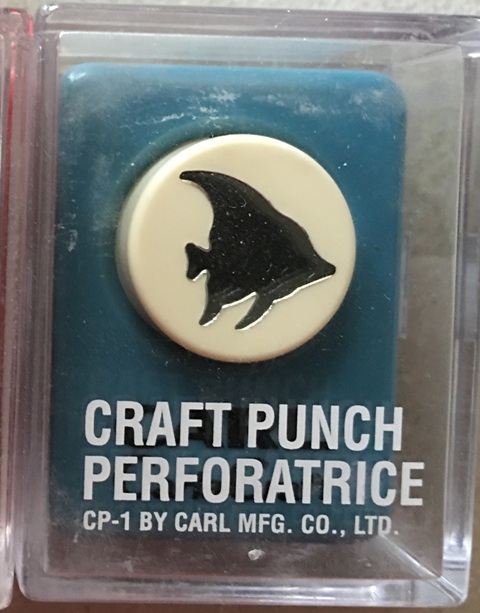 CRAFT PUNCH
PERFORATRICE
CP-1 BY CARL MFG. CO., LTD.